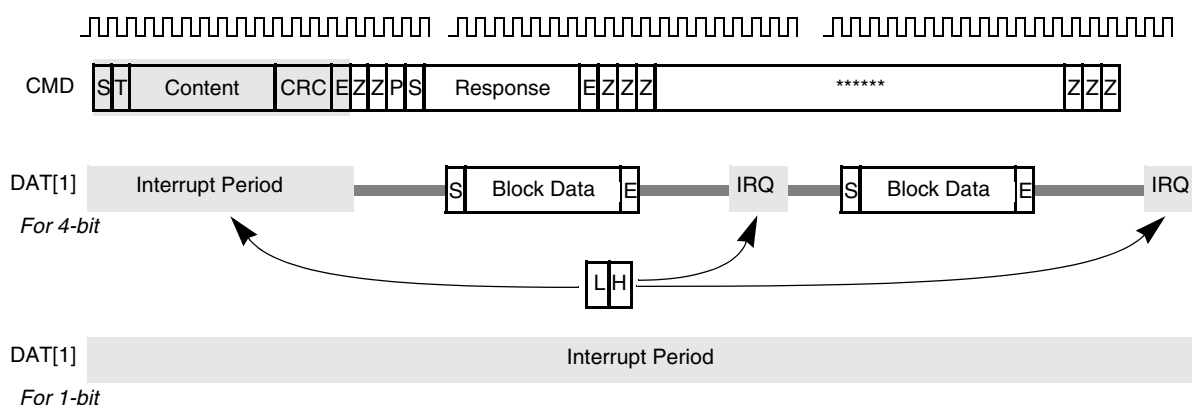 CMD S T Content CRC E Z Z P S Response E Z Z Z ****** Z Z Z
DAT[1] Interrupt Period S Block Data E IRQ S Block Data E IRQ
For 4-bit
L H
DAT[1] Interrupt Period
For 1-bit